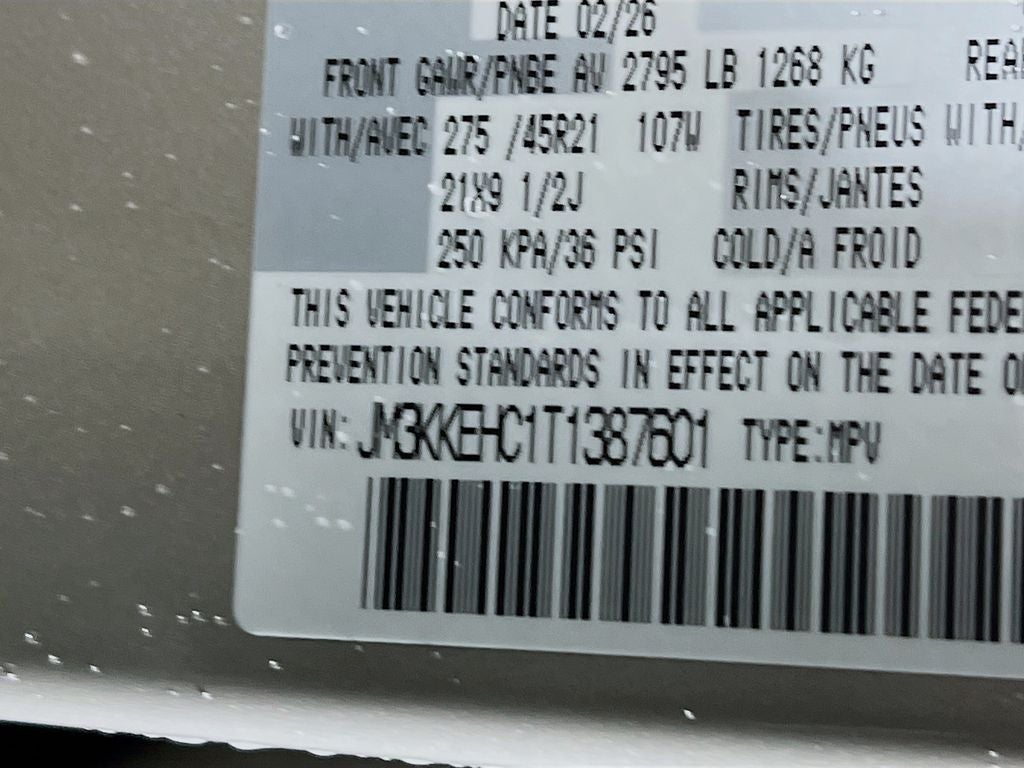 DATE 02/26
FRONT GAWR/PNBE AV 2795 LB 1268 KG REA
WITH/AVEC 275 /45R21 107W TIRES/PNEUS WITH/
21X9 1/2J RIMS/JANTES
250 KPA/36 PSI COLD/A FROID
THIS VEHICLE CONFORMS TO ALL APPLICABLE FEDE
PREVENTION STANDARDS IN EFFECT ON THE DATE O
VIN: JM3KKEHC1T1387601 TYPE:MPV